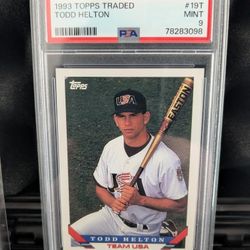 1993 TOPPS TRADED #19T
TODD HELTON MINT
PSA 9
78283098
Topps
USA
EASTON
TODD HELTON
TEAM USA